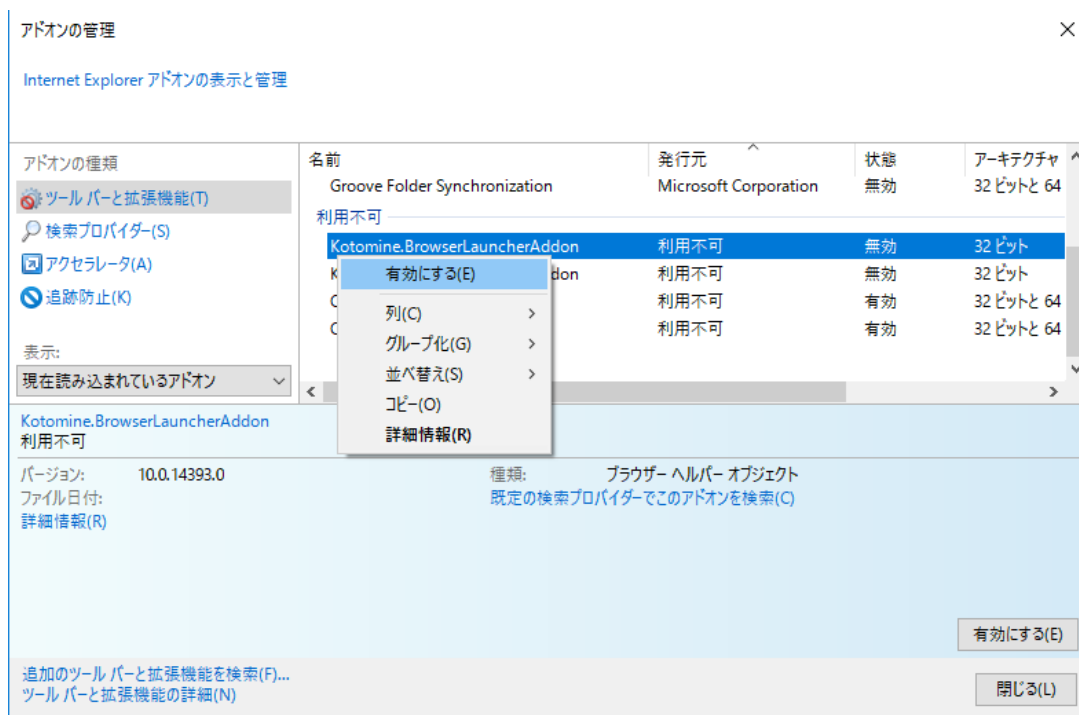 アドオンの管理
Internet Explorer アドオンの表示と管理
アドオンの種類
ツール バーと拡張機能(T)
検索プロバイダー(S)
アクセラレータ(A)
追跡防止(K)
表示:
現在読み込まれているアドオン
名前 発行元 状態 アーキテクチャ
Groove Folder Synchronization Microsoft Corporation 無効 32 ビットと 64
利用不可
Kotomine.BrowserLauncherAddon 利用不可 無効 32 ビット
利用不可 無効 32 ビット
利用不可 有効 32 ビットと 64
利用不可 有効 32 ビットと 64
有効にする(E)
列(C)
グループ化(G)
並べ替え(S)
コピー(O)
詳細情報(R)
Kotomine.BrowserLauncherAddon
利用不可
バージョン: 10.0.14393.0 種類: ブラウザー ヘルパー オブジェクト
ファイル日付: 既定の検索プロバイダーでこのアドオンを検索(C)
詳細情報(R)
有効にする(E)
追加のツール バーと拡張機能を検索(F)...
ツール バーと拡張機能の詳細(N)
閉じる(L)